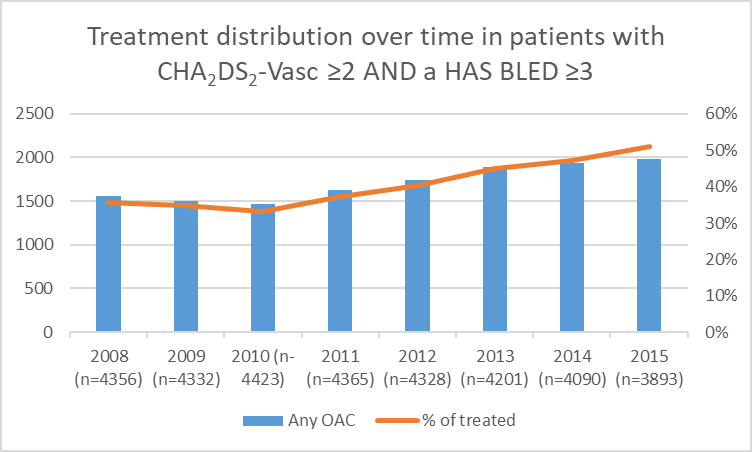 Treatment distribution over time in patients with
CHA₂DS₂-Vasc ≥2 AND a HAS BLED ≥3
2500 60%
2000 50%
1500 40%
1000 30%
500 20%
0 10%
0%
2008 2009 2010 (n- 2011 2012 2013 2014 2015
(n=4356) (n=4332) 4423) (n=4365) (n=4328) (n=4201) (n=4090) (n=3893)
Any OAC % of treated